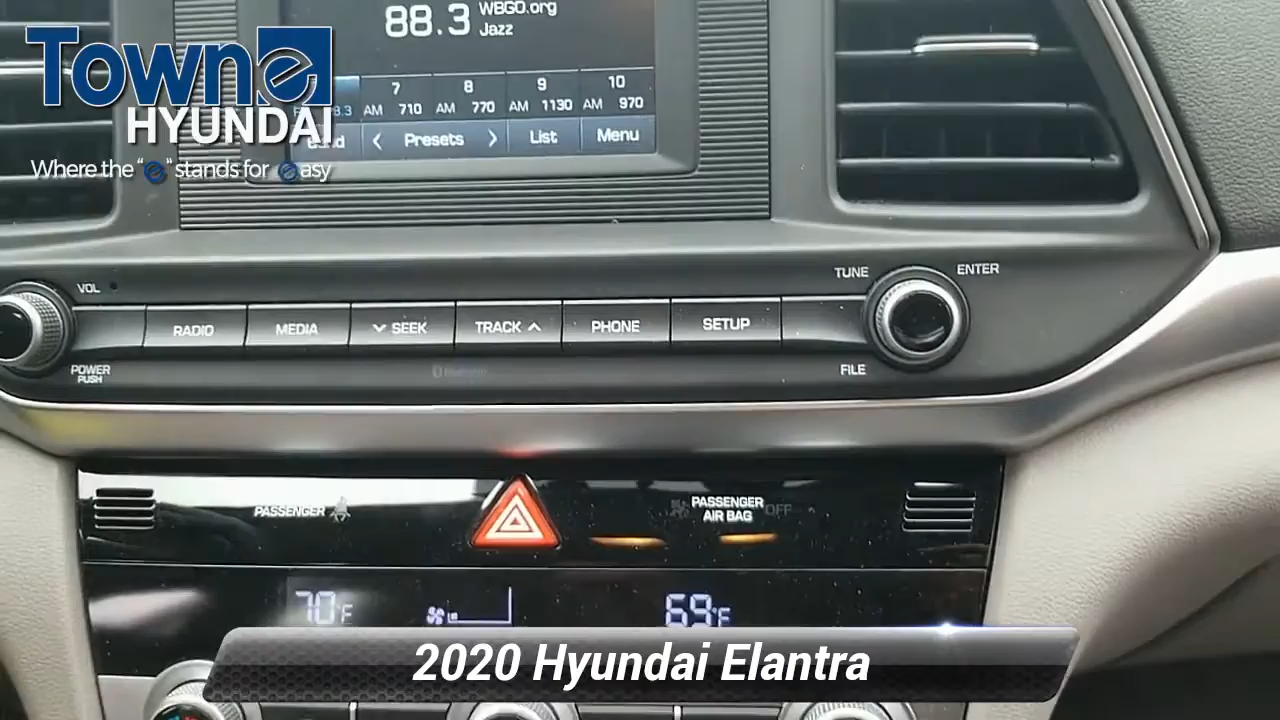 Towne
HYUNDAI
Where the "e" stands for easy
88.3
WBGO.org
Jazz
7 8 9 10
AM 710 AM 770 AM 1130 AM 970
Presets List Menu
VOL
POWER
PUSH
RADIO MEDIA SEEK TRACK PHONE SETUP
TUNE ENTER
FILE
PASSENGER
PASSENGER
AIR BAG OFF
70°F 69°F
2020 Hyundai Elantra